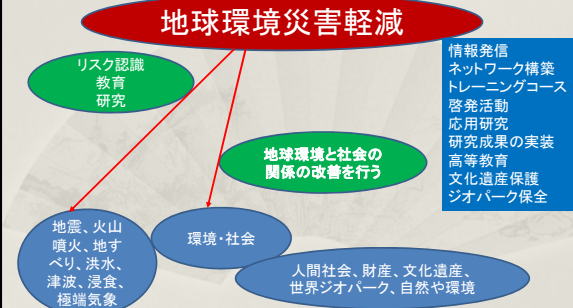 地球環境災害軽減
リスク認識
教育
研究
情報発信
ネットワーク構築
トレーニングコース
啓発活動
応用研究
研究成果の実装
高等教育
文化遺産保護
ジオパーク保全
地球環境と社会の
関係の改善を行う
地震、火山
噴火、地す
べり、洪水、
津波、浸食、
極端気象
環境・社会
人間社会、財産、文化遺産、
世界ジオパーク、自然や環境